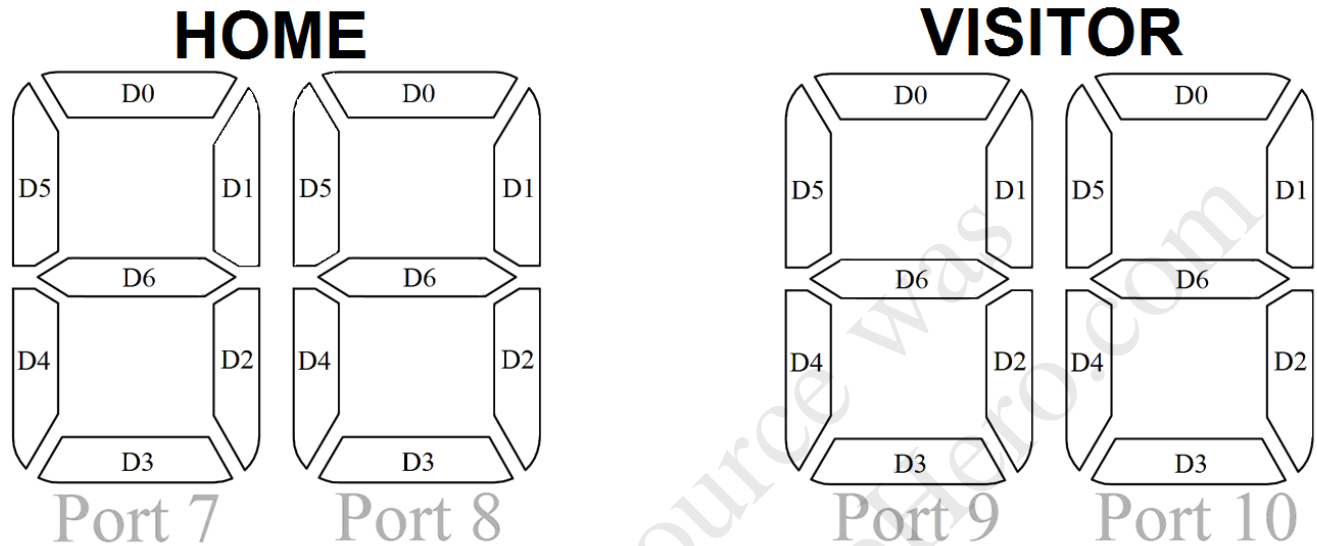 HOME VISITOR
D0 D0 D0 D0
D5 D1 D5 D1 D5 D1 D5 D1
D6 D6 D6 D6
D4 D2 D4 D2 D4 D2 D4 D2
D3 D3 D3 D3
Port 7 Port 8 Port 9 Port 10
was